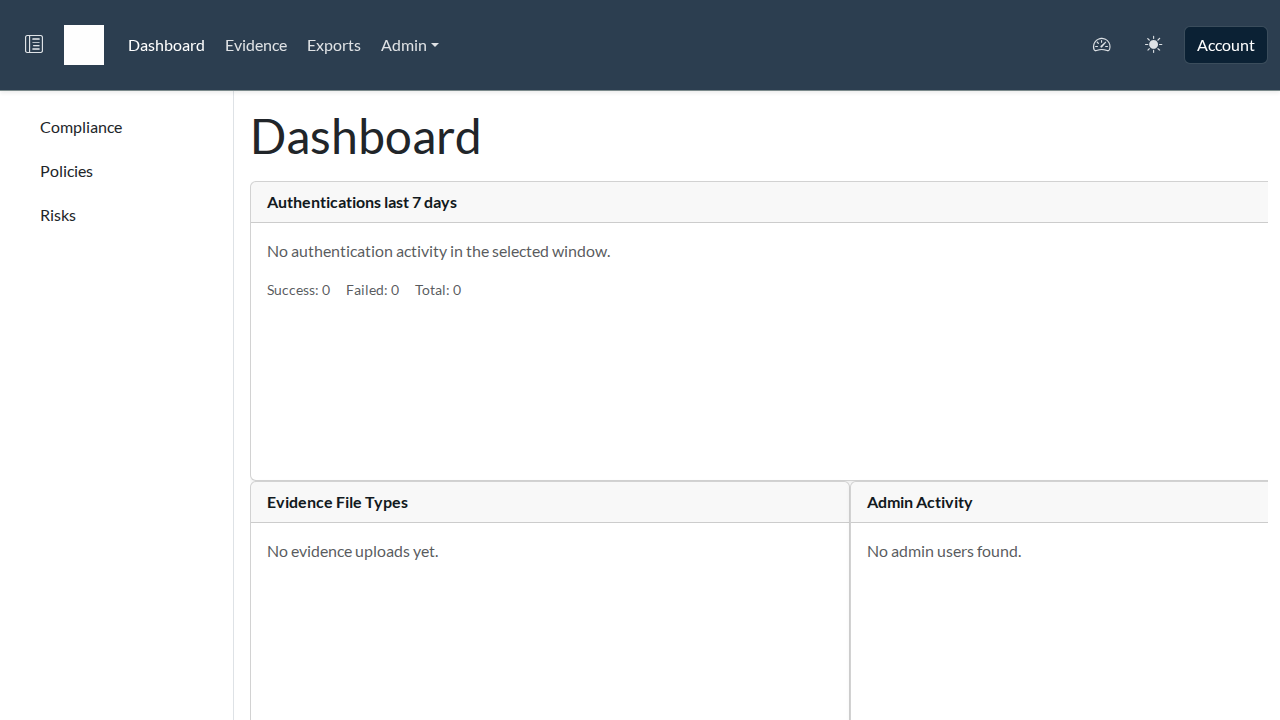 Dashboard Evidence Exports Admin Account
Compliance
Policies
Risks
Dashboard
Authentications last 7 days
No authentication activity in the selected window.
Success: 0 Failed: 0 Total: 0
Evidence File Types
No evidence uploads yet.
Admin Activity
No admin users found.